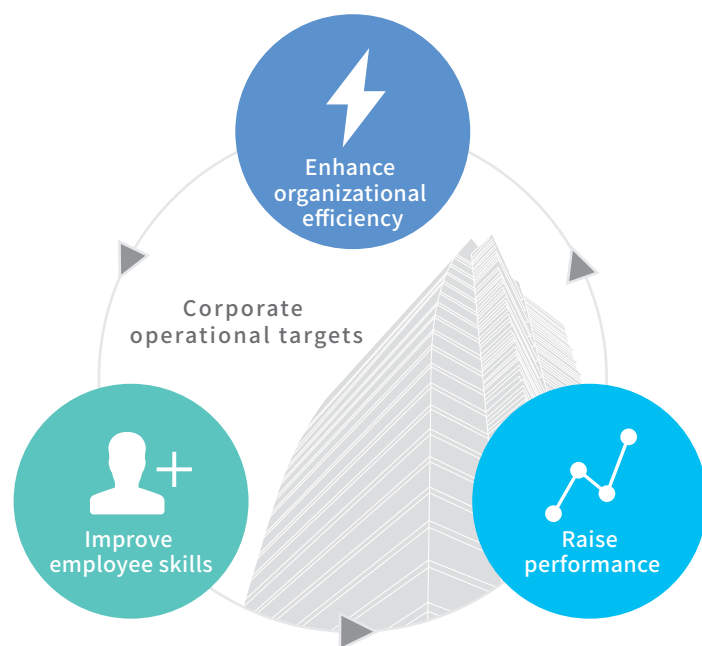 Enhance
organizational
efficiency
Corporate
operational targets
Improve
employee skills
Raise
performance